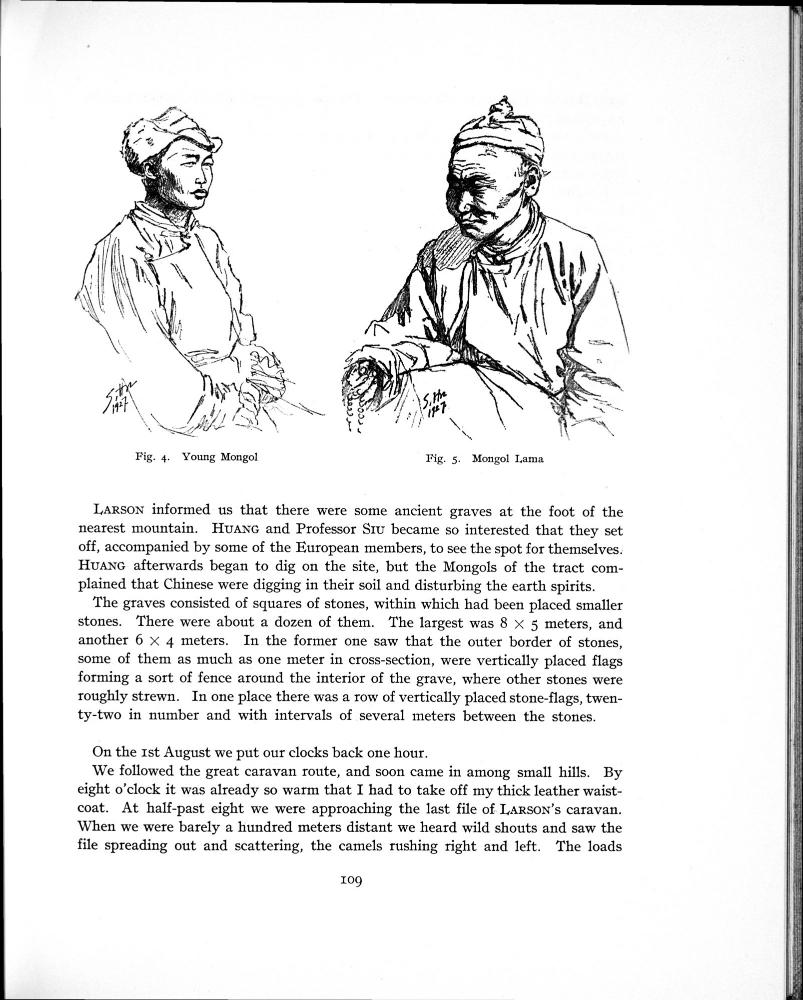 S. Hn
1927
S. Hn
1927
Fig. 4. Young Mongol
Fig. 5. Mongol Lama
LARSON informed us that there were some ancient graves at the foot of the
nearest mountain. HUANG and Professor SIU became so interested that they set
off, accompanied by some of the European members, to see the spot for themselves.
HUANG afterwards began to dig on the site, but the Mongols of the tract com-
plained that Chinese were digging in their soil and disturbing the earth spirits.
The graves consisted of squares of stones, within which had been placed smaller
stones. There were about a dozen of them. The largest was 8 × 5 meters, and
another 6 × 4 meters. In the former one saw that the outer border of stones,
some of them as much as one meter in cross-section, were vertically placed flags
forming a sort of fence around the interior of the grave, where other stones were
roughly strewn. In one place there was a row of vertically placed stone-flags, twen-
ty-two in number and with intervals of several meters between the stones.
On the 1st August we put our clocks back one hour.
We followed the great caravan route, and soon came in among small hills. By
eight o'clock it was already so warm that I had to take off my thick leather waist-
coat. At half-past eight we were approaching the last file of LARSON's caravan.
When we were barely a hundred meters distant we heard wild shouts and saw the
file spreading out and scattering, the camels rushing right and left. The loads
109